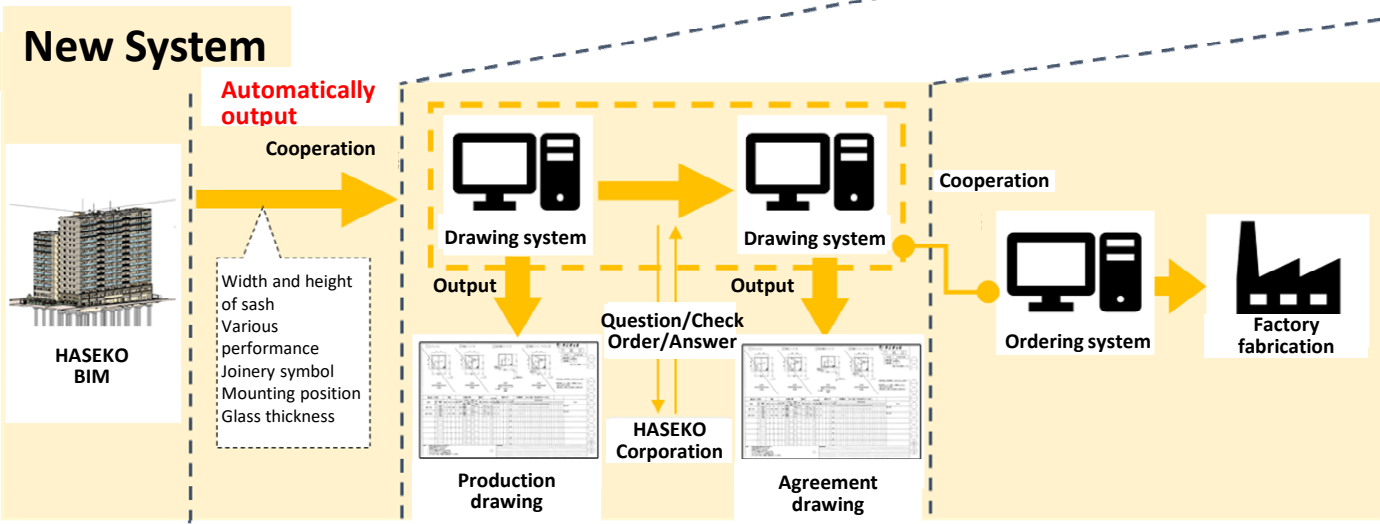 New System
Automatically
output
Cooperation
HASEKO
BIM
Width and height
of sash
Various
performance
Joinery symbol
Mounting position
Glass thickness
Drawing system
Drawing system
Output
Output
Question/Check
Order/Answer
HASEKO
Corporation
Production
drawing
Agreement
drawing
Cooperation
Ordering system
Factory
fabrication